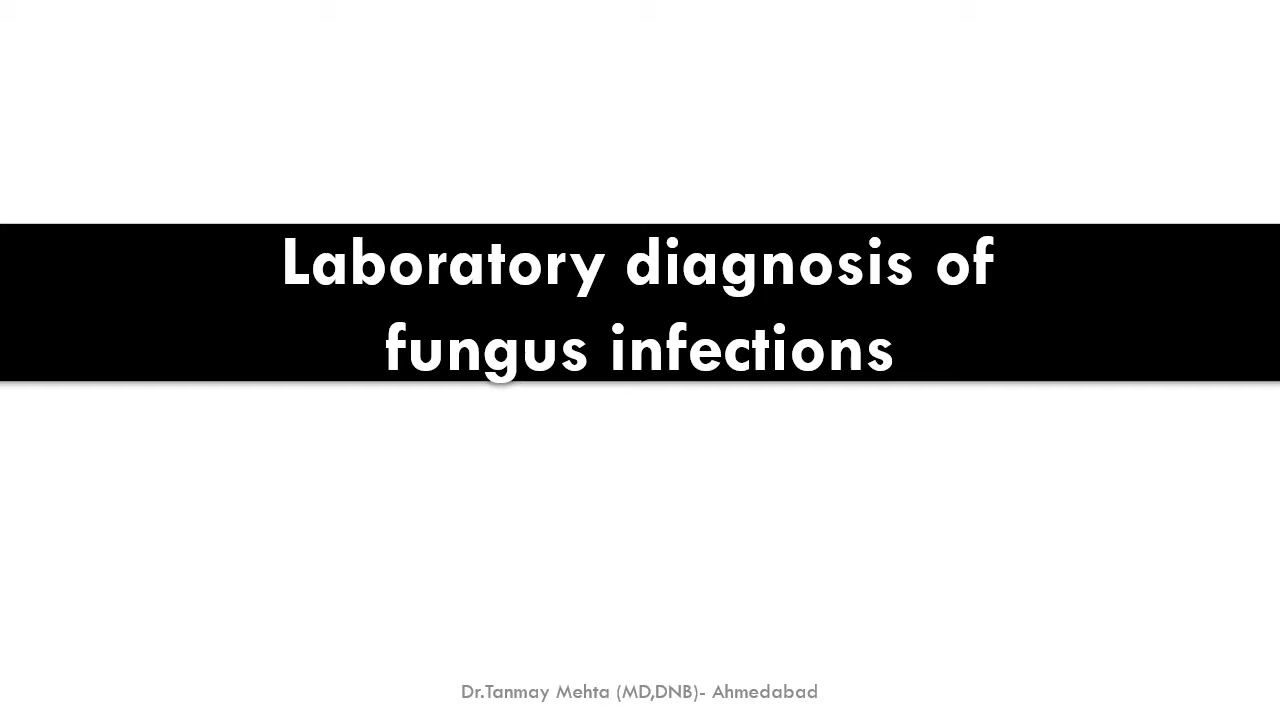 Laboratory diagnosis of
fungus infections
Dr.Tanmay Mehta (MD,DNB)- Ahmedabad